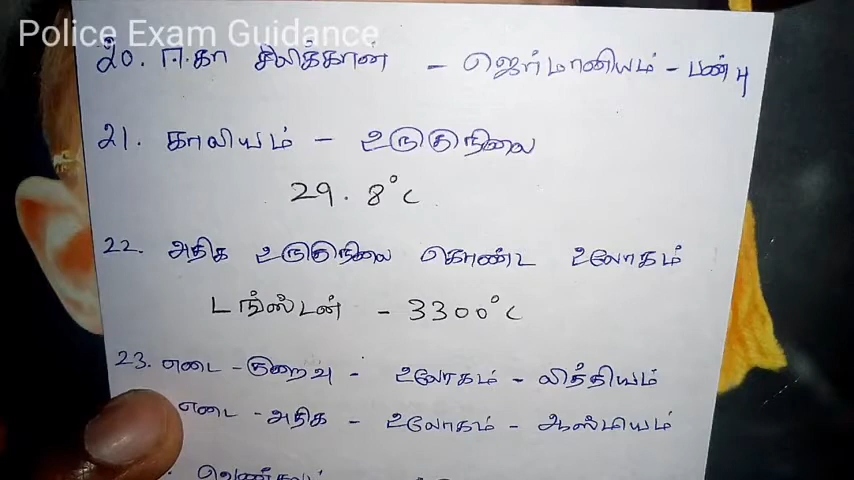 Police Exam Guidance
20. ஈ.கா சிலிக்கான் - ஜெர்மானியம் - பண்பு
21. காலியம் - உருகுநிலை
29.8°C
22. அதிக உருகுநிலை கொண்ட உலோகம்
டங்ஸ்டன் - 3300°C
23. எடை - குறைவு - உலோகம் - லித்தியம்
எடை - அதிக - உலோகம் - ஆஸ்மியம்